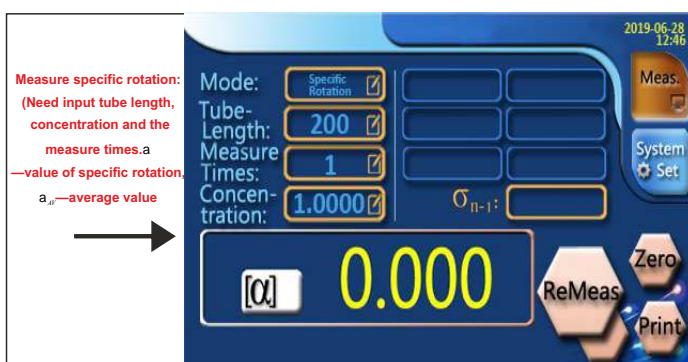 Measure specific rotation:
(Need input tube length,
concentration and the
measure times.a
—value of specific rotation,
a—average value
2019-06-28
12:46
Mode:
Specific
Rotation
Tube-
Length:
200
Measure
Times:
1
Concen-
tration:
1.0000
σn-1:
Meas.
System
Set
[α]
0.000
ReMeas
Zero
Print